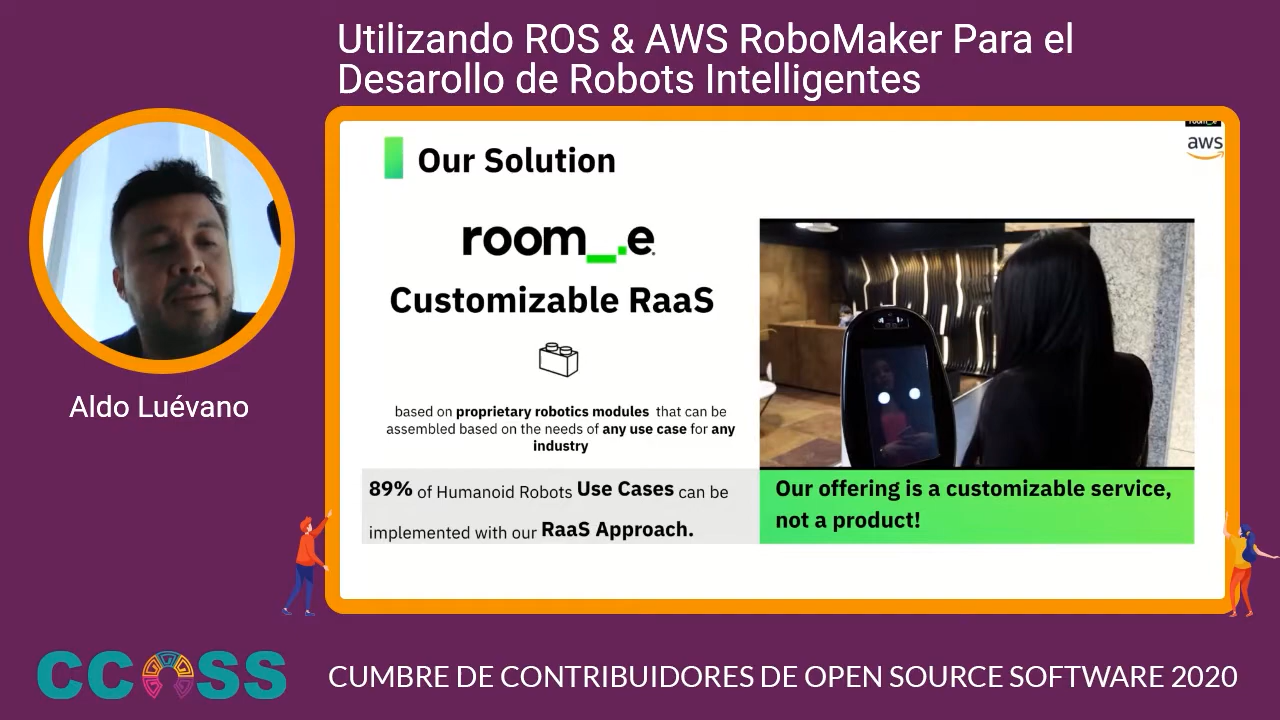 Utilizando ROS & AWS RoboMaker Para el
Desarollo de Robots Intelligentes
room_e
aws
Our Solution
room_.e
Customizable RaaS
based on proprietary robotics modules that can be
assembled based on the needs of any use case for any
industry
89% of Humanoid Robots Use Cases can be
implemented with our RaaS Approach.
Our offering is a customizable service,
not a product!
Aldo Luévano
CCOSS
CUMBRE DE CONTRIBUIDORES DE OPEN SOURCE SOFTWARE 2020